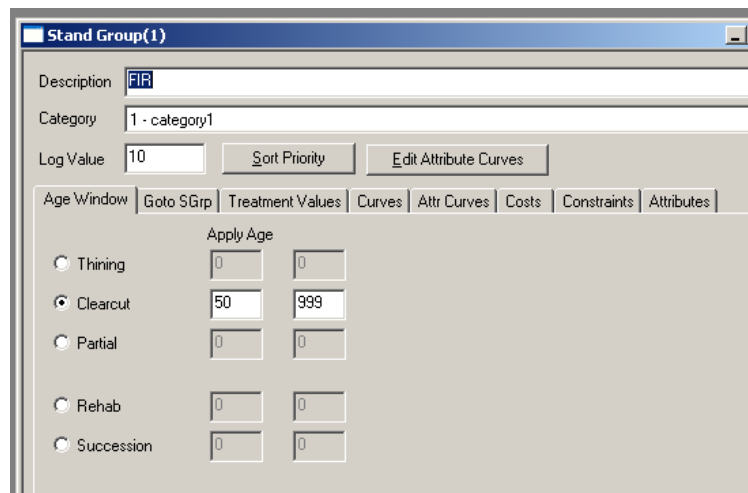 Stand Group(1)
Description FIR
Category 1 - category1
Log Value 10 Sort Priority Edit Attribute Curves
Age Window Goto SGrp Treatment Values Curves Attr Curves Costs Constraints Attributes
Apply Age
Thining 0 0
Clearcut 50 999
Partial 0 0
Rehab 0 0
Succession 0 0